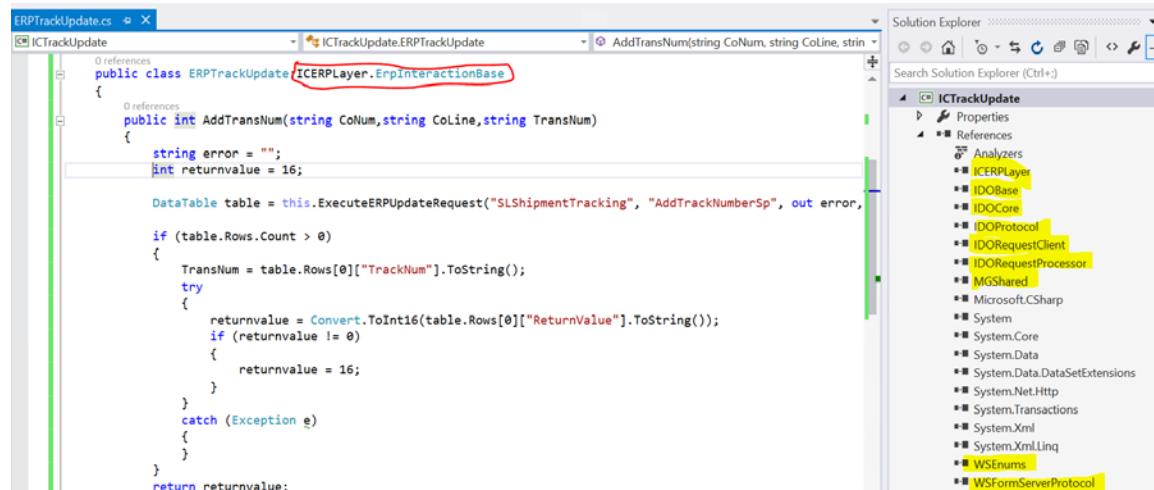 ERPTrackUpdate.cs
Solution Explorer
ICTrackUpdate
ICTrackUpdate.ERPTrackUpdate
AddTransNum(string CoNum, string CoLine, strin
0 references
public class ERPTrackUpdate:ICERPLayer.ErpInteractionBase
{
0 references
public int AddTransNum(string CoNum,string CoLine,string TransNum)
{
string error = "";
int returnvalue = 16;
DataTable table = this.ExecuteERPUpdateRequest("SLShipmentTracking", "AddTrackNumberSp", out error,
if (table.Rows.Count > 0)
{
TransNum = table.Rows[0]["TrackNum"].ToString();
try
{
returnvalue = Convert.ToInt16(table.Rows[0]["ReturnValue"].ToString());
if (returnvalue != 0)
{
returnvalue = 16;
}
}
catch (Exception e)
{
}
}
return returnvalue;
Search Solution Explorer (Ctrl+;)
ICTrackUpdate
Properties
References
Analyzers
ICERPLayer
IDOBase
IDOCore
IDOProtocol
IDORequestClient
IDORequestProcessor
MGShared
Microsoft.CSharp
System
System.Core
System.Data
System.Data.DataSetExtensions
System.Net.Http
System.Transactions
System.Xml
System.Xml.Linq
WSEnums
WSFormServerProtocol